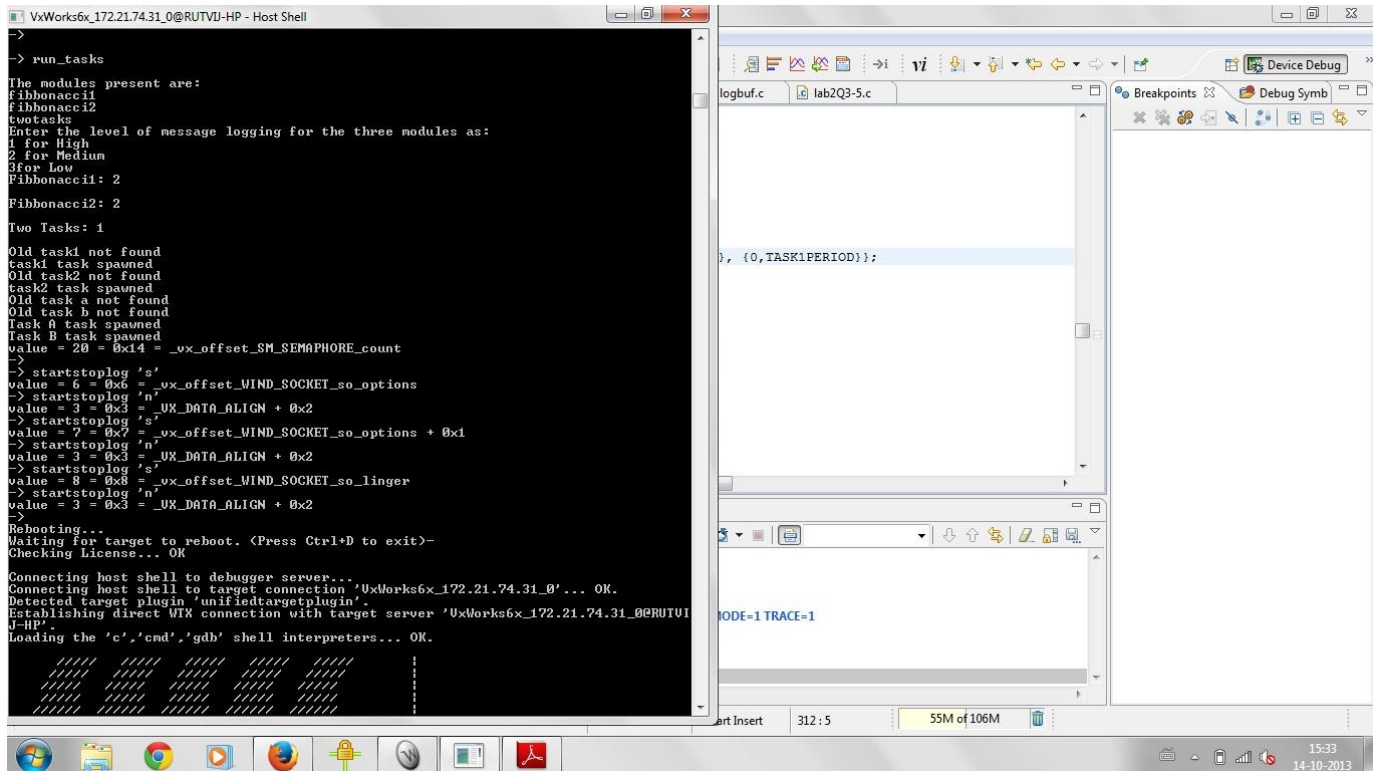 VxWorks6x_172.21.74.31_0@RUTVIJ-HP - Host Shell
->
-> run_tasks
The modules present are:
fibbonacci1
fibbonacci2
twotasks
Enter the level of message logging for the three modules as:
1 for High
2 for Medium
3for Low
Fibbonacci1: 2
Fibbonacci2: 2
Two Tasks: 1
Old task1 not found
task1 task spawned
Old task2 not found
task2 task spawned
Old task a not found
Old task b not found
Task A task spawned
Task B task spawned
value = 20 = 0x14 = _vx_offset_SM_SEMAPHORE_count
->
-> startstoplog 's'
value = 6 = 0x6 = _vx_offset_WIND_SOCKET_so_options
-> startstoplog 'n'
value = 3 = 0x3 = _VX_DATA_ALIGN + 0x2
-> startstoplog 's'
value = 7 = 0x7 = _vx_offset_WIND_SOCKET_so_options + 0x1
-> startstoplog 'n'
value = 3 = 0x3 = _VX_DATA_ALIGN + 0x2
-> startstoplog 's'
value = 8 = 0x8 = _vx_offset_WIND_SOCKET_so_linger
-> startstoplog 'n'
value = 3 = 0x3 = _VX_DATA_ALIGN + 0x2
->
Rebooting...
Waiting for target to reboot. (Press Ctrl+D to exit)-
Checking License... OK
Connecting host shell to debugger server...
Connecting host shell to target connection 'VxWorks6x_172.21.74.31_0'... OK.
Detected target plugin 'unifiedtargetplugin'.
Establishing direct WTX connection with target server 'VxWorks6x_172.21.74.31_0@RUTVI
J-HP'.
Loading the 'c','cmd','gdb' shell interpreters... OK.
Device Debug
logbuf.c
lab2Q3-5.c
Breakpoints
Debug Symb
}, {0,TASK1PERIOD}};
MODE=1 TRACE=1
art Insert
312 : 5
55M of 106M
15:33
14-10-2013